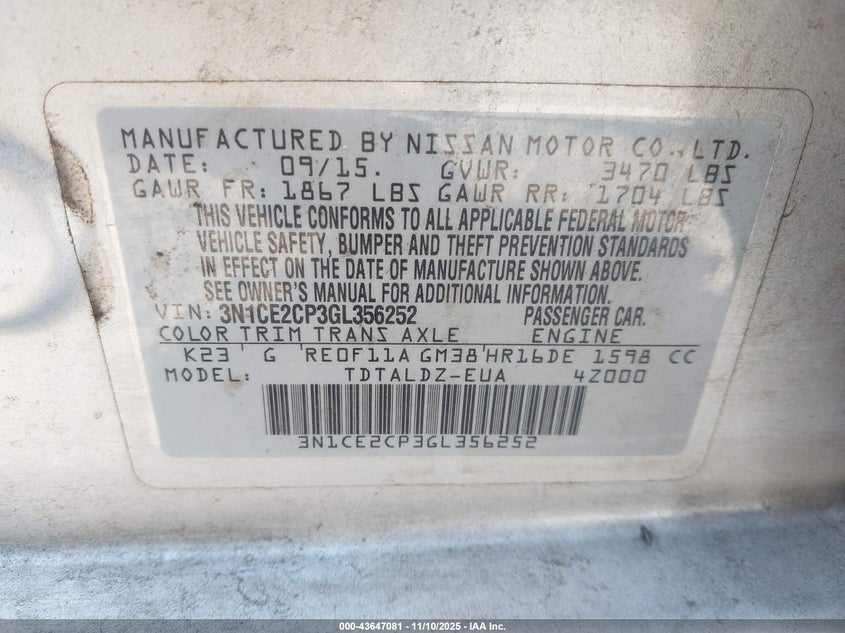 MANUFACTURED BY NISSAN MOTOR CO.,LTD.
DATE: 09/15. GVWR: 3470 LBS
GAWR FR: 1867 LBS GAWR RR: 1704 LBS
THIS VEHICLE CONFORMS TO ALL APPLICABLE FEDERAL MOTOR
VEHICLE SAFETY, BUMPER AND THEFT PREVENTION STANDARDS
IN EFFECT ON THE DATE OF MANUFACTURE SHOWN ABOVE.
SEE OWNER'S MANUAL FOR ADDITIONAL INFORMATION.
VIN: 3N1CE2CP3GL356252 PASSENGER CAR.
COLOR TRIM TRANS AXLE ENGINE
K23 G RE0F11A GM38 HR16DE 1598 CC
MODEL: TDTALDZ-EUA 4Z000
3N1CE2CP3GL356252
000-43647081 - 11/10/2025 - IAA Inc.